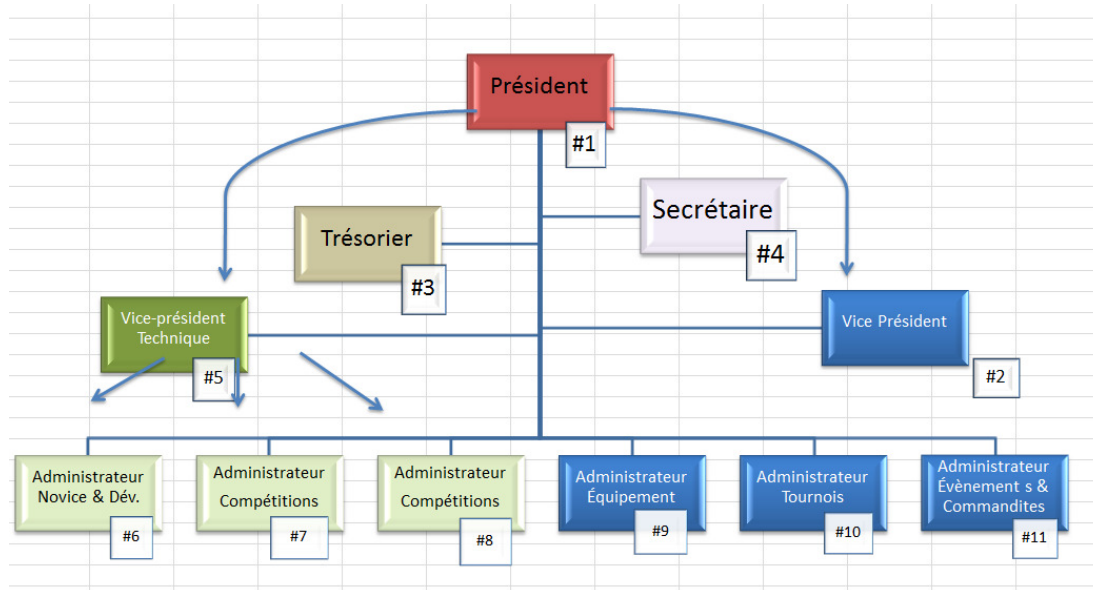 Président
#1
Secrétaire
#4
Trésorier
#3
Vice-président
Technique
#5
Vice Président
#2
Administrateur
Novice & Dév.
#6
Administrateur
Compétitions
#7
Administrateur
Compétitions
#8
Administrateur
Équipement
#9
Administrateur
Tournois
#10
Administrateur
Évènement s &
Commandites
#11